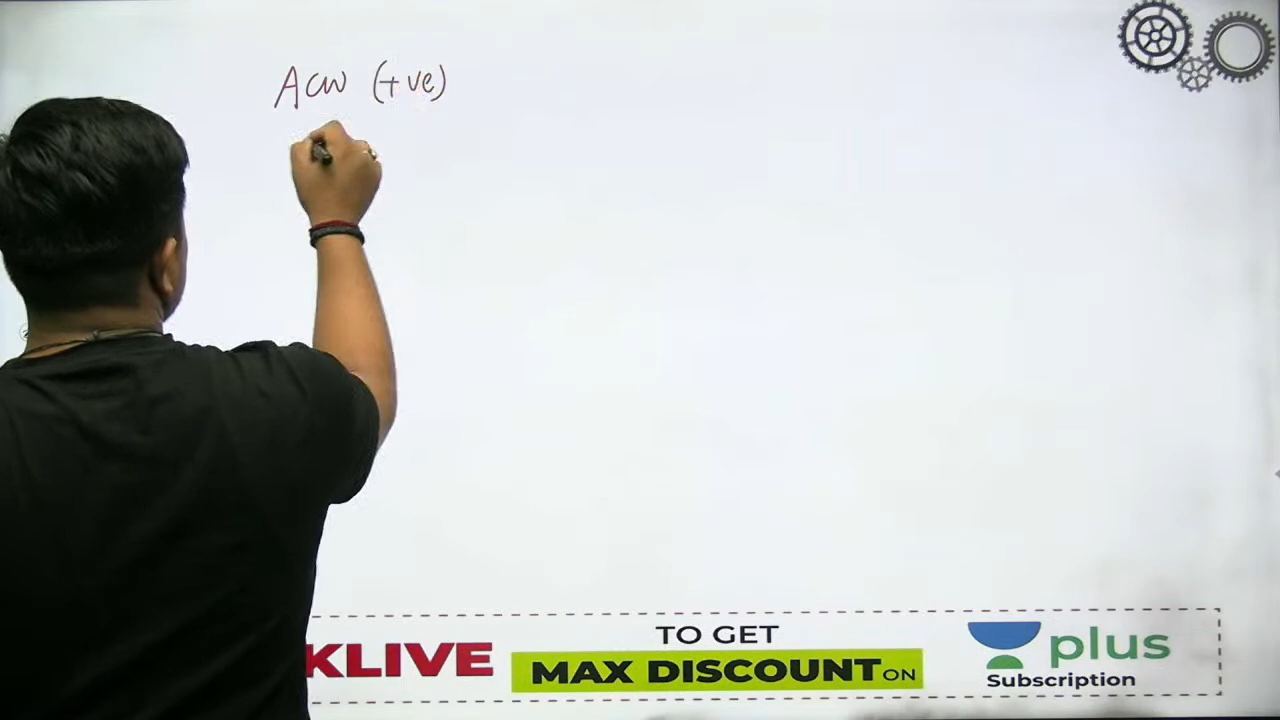 Acw (+ve)
KLIVE
TO GET
MAX DISCOUNT ON
plus
Subscription